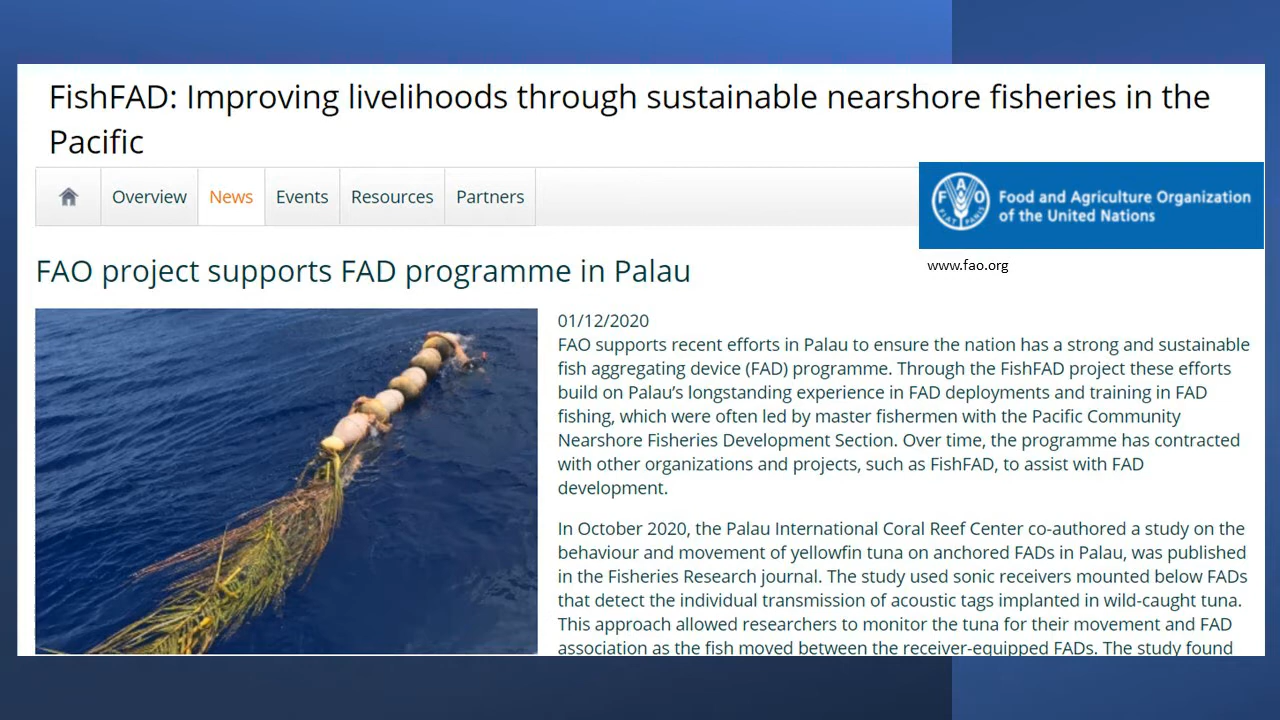 FishFAD: Improving livelihoods through sustainable nearshore fisheries in the
Pacific
Overview
News
Events
Resources
Partners
F A O
FIAT PANIS
Food and Agriculture Organization
of the United Nations
www.fao.org
FAO project supports FAD programme in Palau
01/12/2020
FAO supports recent efforts in Palau to ensure the nation has a strong and sustainable
fish aggregating device (FAD) programme. Through the FishFAD project these efforts
build on Palau's longstanding experience in FAD deployments and training in FAD
fishing, which were often led by master fishermen with the Pacific Community
Nearshore Fisheries Development Section. Over time, the programme has contracted
with other organizations and projects, such as FishFAD, to assist with FAD
development.
In October 2020, the Palau International Coral Reef Center co-authored a study on the
behaviour and movement of yellowfin tuna on anchored FADs in Palau, was published
in the Fisheries Research journal. The study used sonic receivers mounted below FADs
that detect the individual transmission of acoustic tags implanted in wild-caught tuna.
This approach allowed researchers to monitor the tuna for their movement and FAD
association as the fish moved between the receiver-equipped FADs. The study found